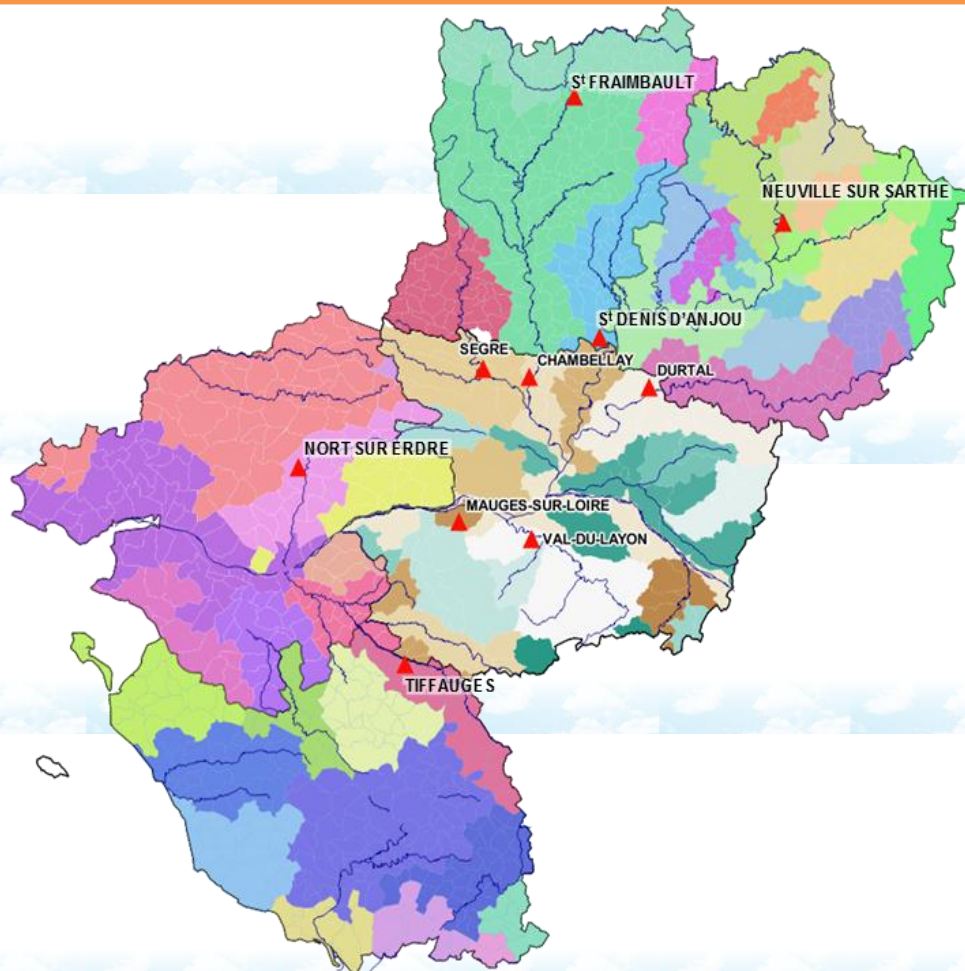 St FRAIMBAULT
NEUVILLE SUR SARTHE
St DENIS D'ANJOU
SEGRE
CHAMBELLAY
DURTAL
NORT SUR ERDRE
MAUGES-SUR-LOIRE
VAL-DU-LAYON
TIFFAUGES